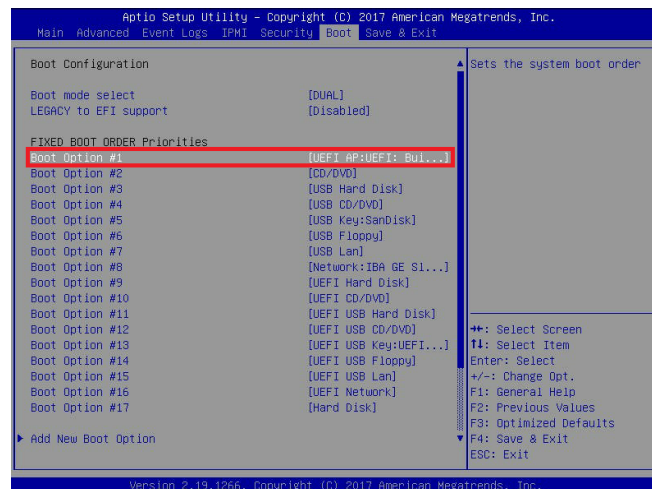 Aptio Setup Utility – Copyright (C) 2017 American Megatrends, Inc.
Main Advanced Event Logs IPMI Security Boot Save & Exit
Boot Configuration
Boot mode select [DUAL]
LEGACY to EFI support [Disabled]
FIXED BOOT ORDER Priorities
Boot Option #1 [UEFI AP:UEFI: Bui...]
Boot Option #2 [CD/DVD]
Boot Option #3 [USB Hard Disk]
Boot Option #4 [USB CD/DVD]
Boot Option #5 [USB Key:SanDisk]
Boot Option #6 [USB Floppy]
Boot Option #7 [USB Lan]
Boot Option #8 [Network:IBA GE Sl...]
Boot Option #9 [UEFI Hard Disk]
Boot Option #10 [UEFI CD/DVD]
Boot Option #11 [UEFI USB Hard Disk]
Boot Option #12 [UEFI USB CD/DVD]
Boot Option #13 [UEFI USB Key:UEFI...]
Boot Option #14 [UEFI USB Floppy]
Boot Option #15 [UEFI USB Lan]
Boot Option #16 [UEFI Network]
Boot Option #17 [Hard Disk]
Add New Boot Option
Sets the system boot order
→←: Select Screen
↑↓: Select Item
Enter: Select
+/-: Change Opt.
F1: General Help
F2: Previous Values
F3: Optimized Defaults
F4: Save & Exit
ESC: Exit
Version 2.19.1266. Copyright (C) 2017 American Megatrends, Inc.